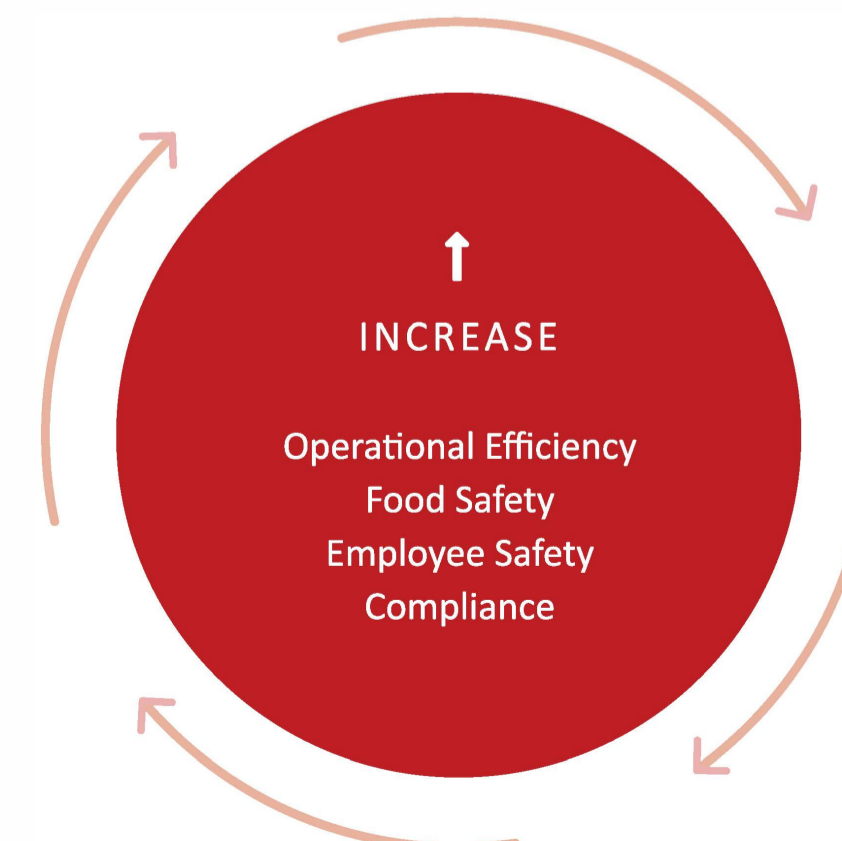 INCREASE
Operational Efficiency
Food Safety
Employee Safety
Compliance